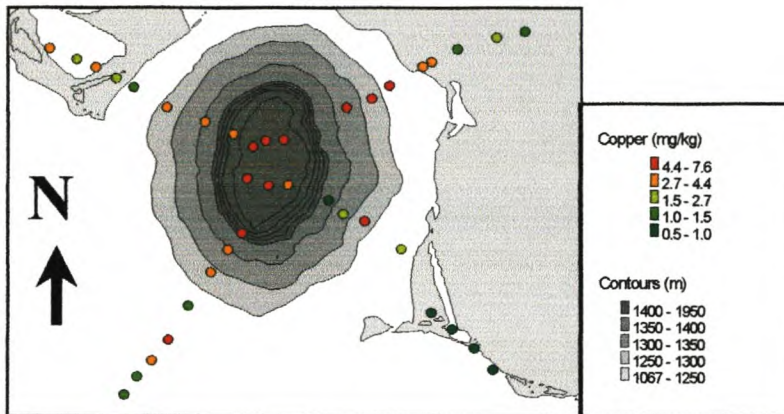 N
Copper (mg/kg)
4.4 - 7.6
2.7 - 4.4
1.5 - 2.7
1.0 - 1.5
0.5 - 1.0
Contours (m)
1400 - 1950
1350 - 1400
1300 - 1350
1250 - 1300
1067 - 1250